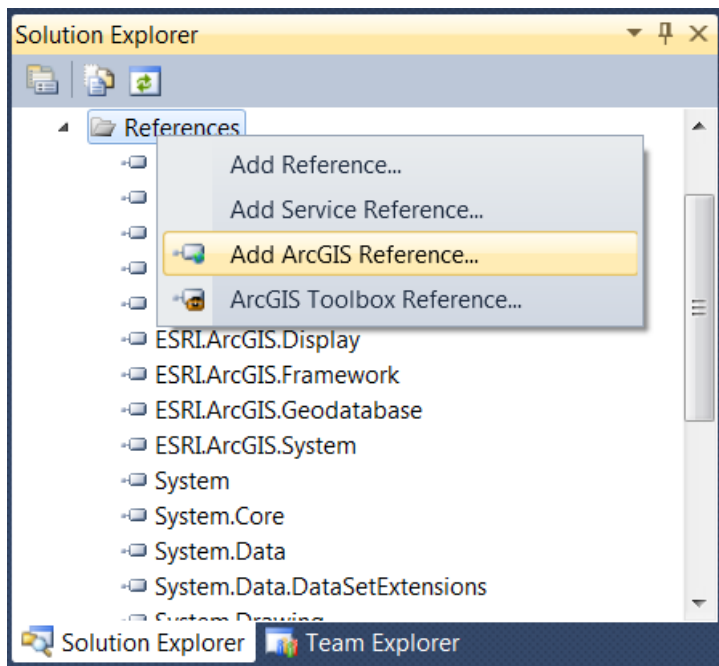 Solution Explorer
References
Add Reference...
Add Service Reference...
Add ArcGIS Reference...
ArcGIS Toolbox Reference...
ESRI.ArcGIS.Display
ESRI.ArcGIS.Framework
ESRI.ArcGIS.Geodatabase
ESRI.ArcGIS.System
System
System.Core
System.Data
System.Data.DataSetExtensions
System.Drawing
Solution Explorer Team Explorer